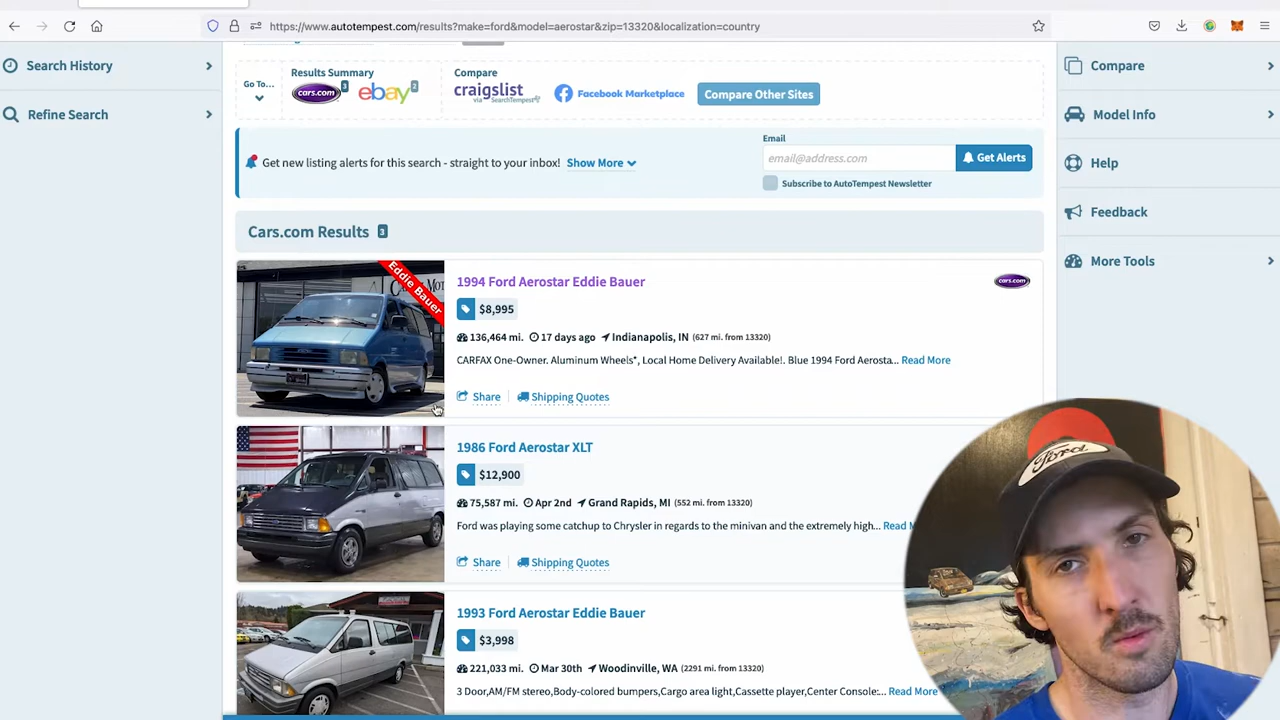 https://www.autotempest.com/results?make=ford&model=aerostar&zip=13320&localization=country
Search History
Refine Search
Go To...
Results Summary
cars.com 3
ebay 2
Compare
craigslist
via SearchTempest
Facebook Marketplace
Compare Other Sites
Compare
Model Info
Help
Feedback
More Tools
Get new listing alerts for this search - straight to your inbox! Show More
Email
email@address.com
Get Alerts
Subscribe to AutoTempest Newsletter
Cars.com Results 3
Eddie Bauer
1994 Ford Aerostar Eddie Bauer
cars.com
$8,995
136,464 mi. 17 days ago Indianapolis, IN (627 mi. from 13320)
CARFAX One-Owner. Aluminum Wheels*, Local Home Delivery Available!. Blue 1994 Ford Aerosta... Read More
Share Shipping Quotes
1986 Ford Aerostar XLT
$12,900
75,587 mi. Apr 2nd Grand Rapids, MI (552 mi. from 13320)
Ford was playing some catchup to Chrysler in regards to the minivan and the extremely high... Read M
Share Shipping Quotes
1993 Ford Aerostar Eddie Bauer
$3,998
221,033 mi. Mar 30th Woodinville, WA (2291 mi. from 13320)
3 Door,AM/FM stereo,Body-colored bumpers,Cargo area light,Cassette player,Center Console:... Read More
Ford